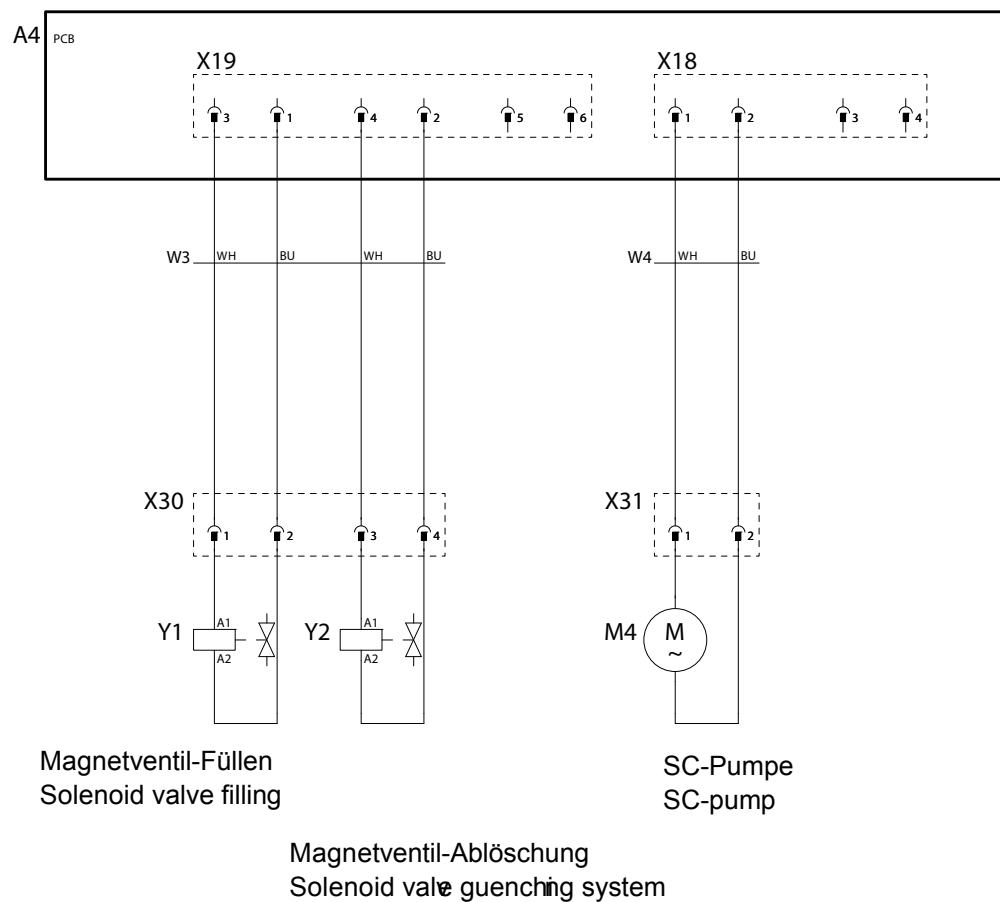 A4 PCB
X19 X18
3 1 4 2 5 6 1 2 3 4
W3 WH BU WH BU W4 WH BU
X30 X31
1 2 3 4 1 2
A1 A1
Y1 Y2 M4 M
~
A2 A2
Magnetventil-Füllen
Solenoid valve filling
SC-Pumpe
SC-pump
Magnetventil-Ablöschung
Solenoid valve guenching system